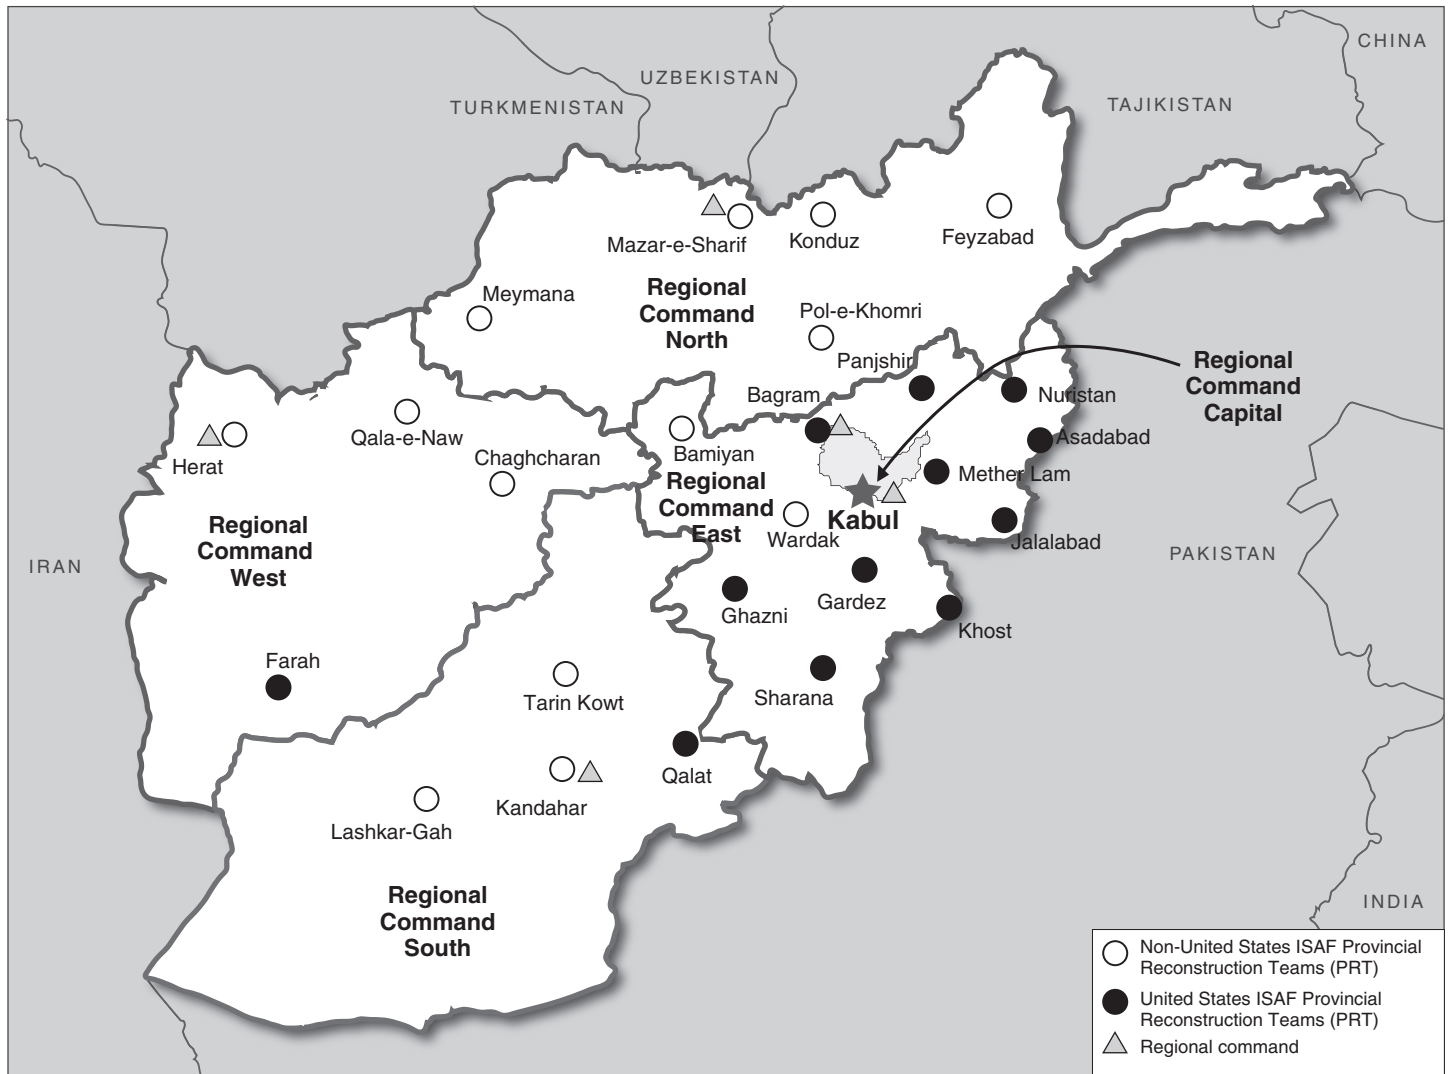 CHINA
UZBEKISTAN
TURKMENISTAN
TAJIKISTAN
Mazar-e-Sharif
Konduz
Feyzabad
Meymana
Regional
Command
North
Pol-e-Khomri
Panjshir
Regional
Command
Capital
Bagram
Nuristan
Qala-e-Naw
Asadabad
Herat
Chaghcharan
Bamiyan
Mether Lam
Regional
Command
East
Kabul
Wardak
Jalalabad
Regional
Command
West
IRAN
PAKISTAN
Ghazni
Gardez
Khost
Farah
Tarin Kowt
Sharana
Qalat
Kandahar
Lashkar-Gah
Regional
Command
South
INDIA
Non-United States ISAF Provincial
Reconstruction Teams (PRT)
United States ISAF Provincial
Reconstruction Teams (PRT)
Regional command